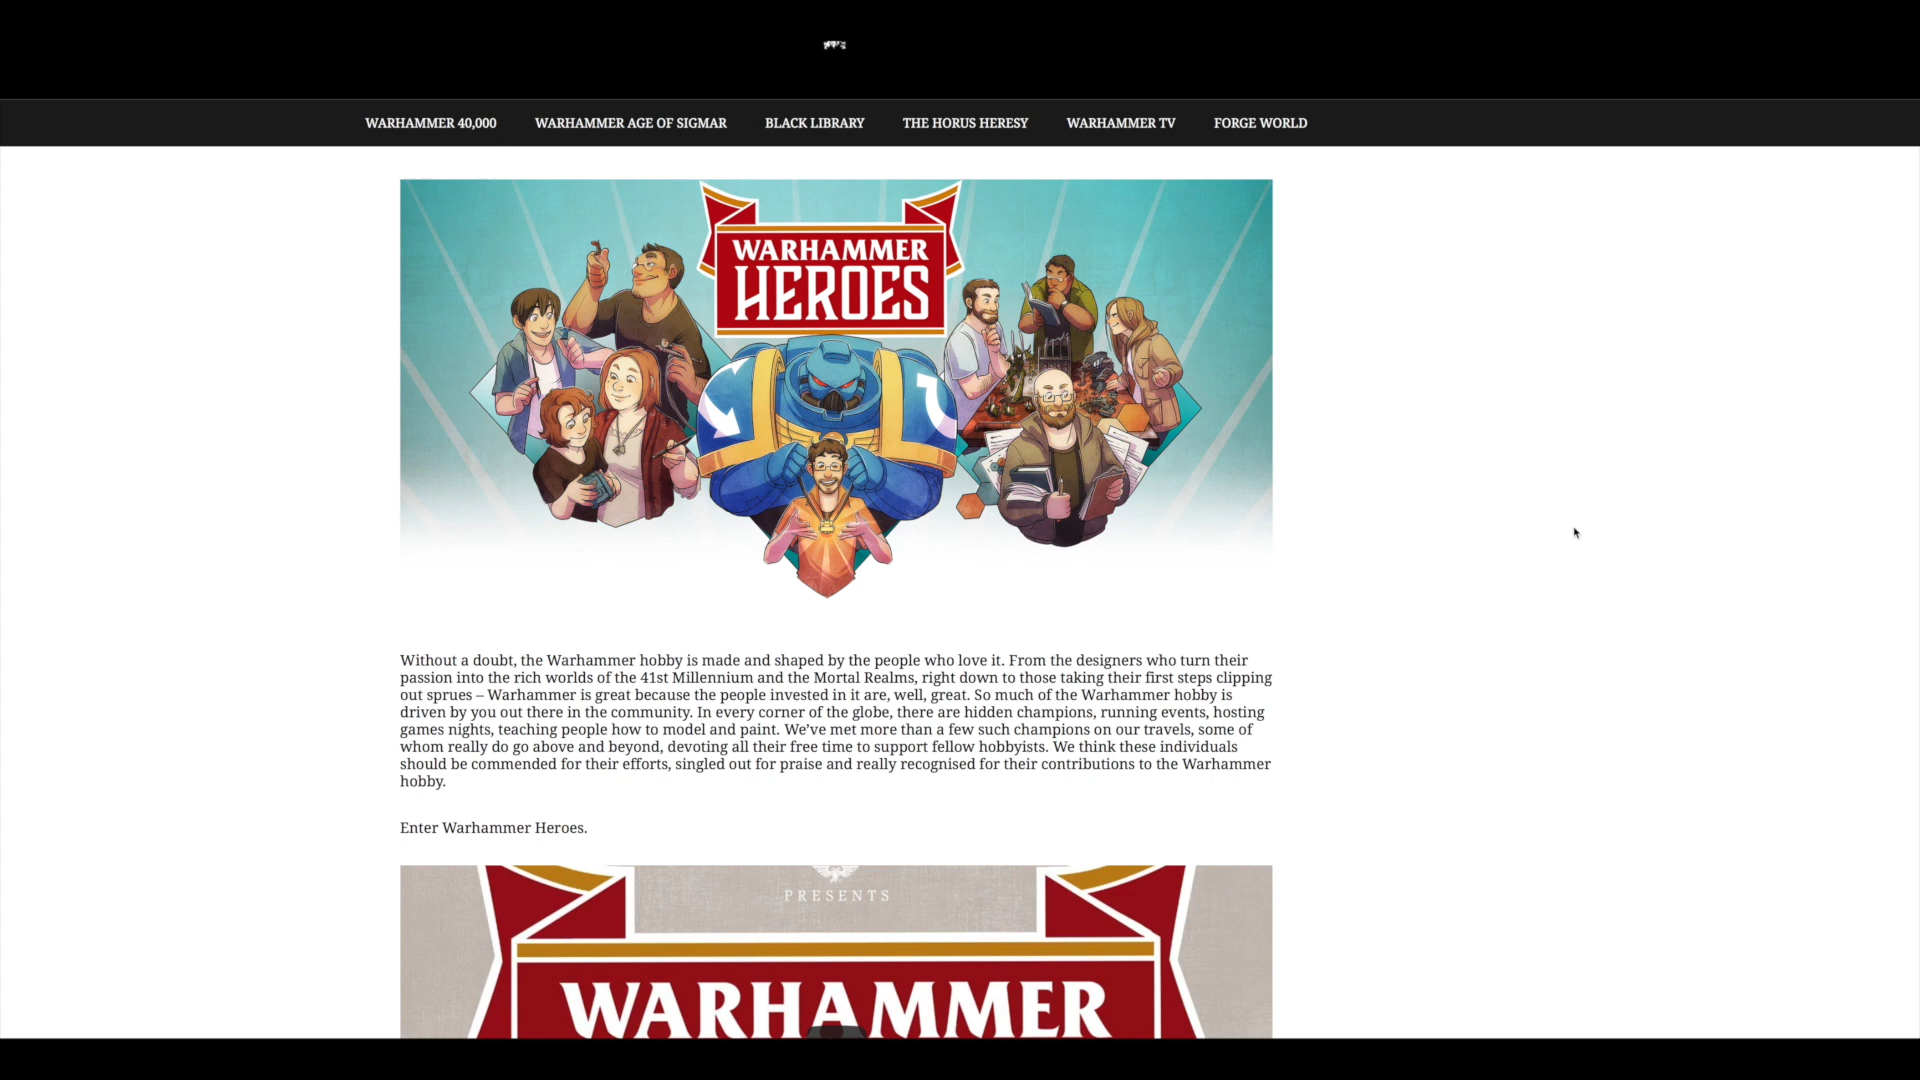 WARHAMMER 40,000 WARHAMMER AGE OF SIGMAR BLACK LIBRARY THE HORUS HERESY WARHAMMER TV FORGE WORLD
WARHAMMER
HEROES
Without a doubt, the Warhammer hobby is made and shaped by the people who love it. From the designers who turn their
passion into the rich worlds of the 41st Millennium and the Mortal Realms, right down to those taking their first steps clipping
out sprues – Warhammer is great because the people invested in it are, well, great. So much of the Warhammer hobby is
driven by you out there in the community. In every corner of the globe, there are hidden champions, running events, hosting
games nights, teaching people how to model and paint. We’ve met more than a few such champions on our travels, some of
whom really do go above and beyond, devoting all their free time to support fellow hobbyists. We think these individuals
should be commended for their efforts, singled out for praise and really recognised for their contributions to the Warhammer
hobby.
Enter Warhammer Heroes.
PRESENTS
WARHAMMER